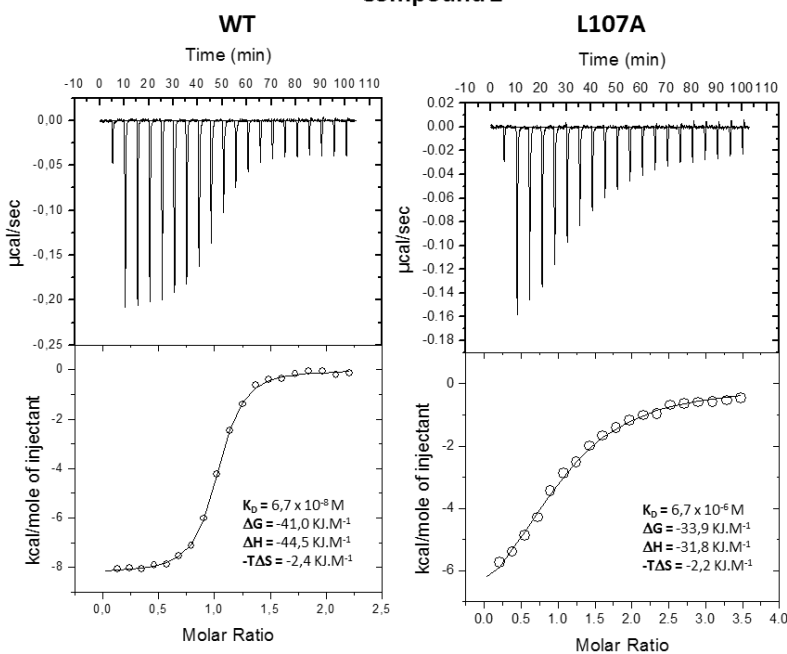 WT
Time (min)
-10 0 10 20 30 40 50 60 70 80 90 100 110
0,00
-0,05
-0,10
-0,15
-0,20
-0,25
µcal/sec
0
-2
-4
-6
-8
kcal/mole of injectant
K_D = 6,7 x 10⁻⁸ M
ΔG = -41,0 KJ.M⁻¹
ΔH = -44,5 KJ.M⁻¹
-TΔS = -2,4 KJ.M⁻¹
0,0 0,5 1,0 1,5 2,0 2,5
Molar Ratio
L107A
Time (min)
-10 0 10 20 30 40 50 60 70 80 90 100 110
0.02
0.00
-0.02
-0.04
-0.06
-0.08
-0.10
-0.12
-0.14
-0.16
-0.18
µcal/sec
0
-2
-4
-6
kcal/mole of injectant
K_D = 6,7 x 10⁻⁶ M
ΔG = -33,9 KJ.M⁻¹
ΔH = -31,8 KJ.M⁻¹
-TΔS = -2,2 KJ.M⁻¹
0.0 0.5 1.0 1.5 2.0 2.5 3.0 3.5 4.0
Molar Ratio